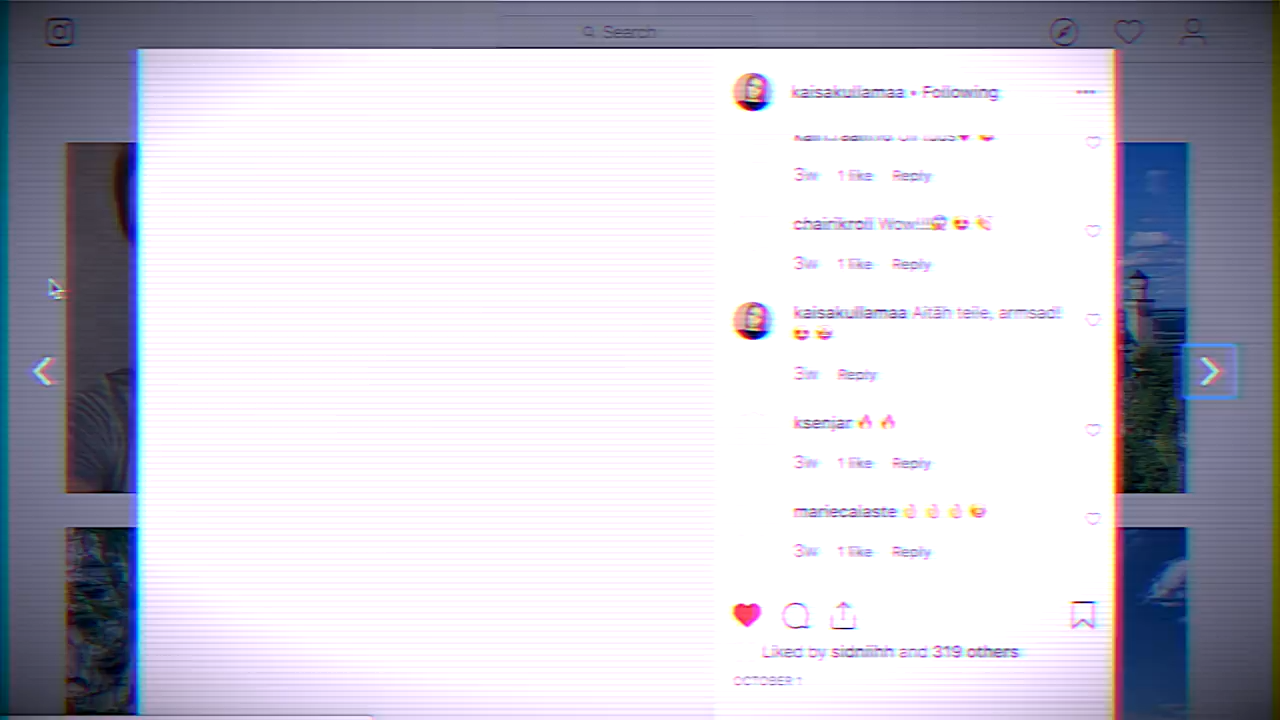 Search
kaisakullamaa • Following
3w 1 like Reply
chairikroll Wow!!!
3w 1 like Reply
kaisakullamaa Aitäh teile, armsad!
3w Reply
ksenjar
3w 1 like Reply
mariecalaste
3w 1 like Reply
Liked by sidniihh and 319 others
OCTOBER 1